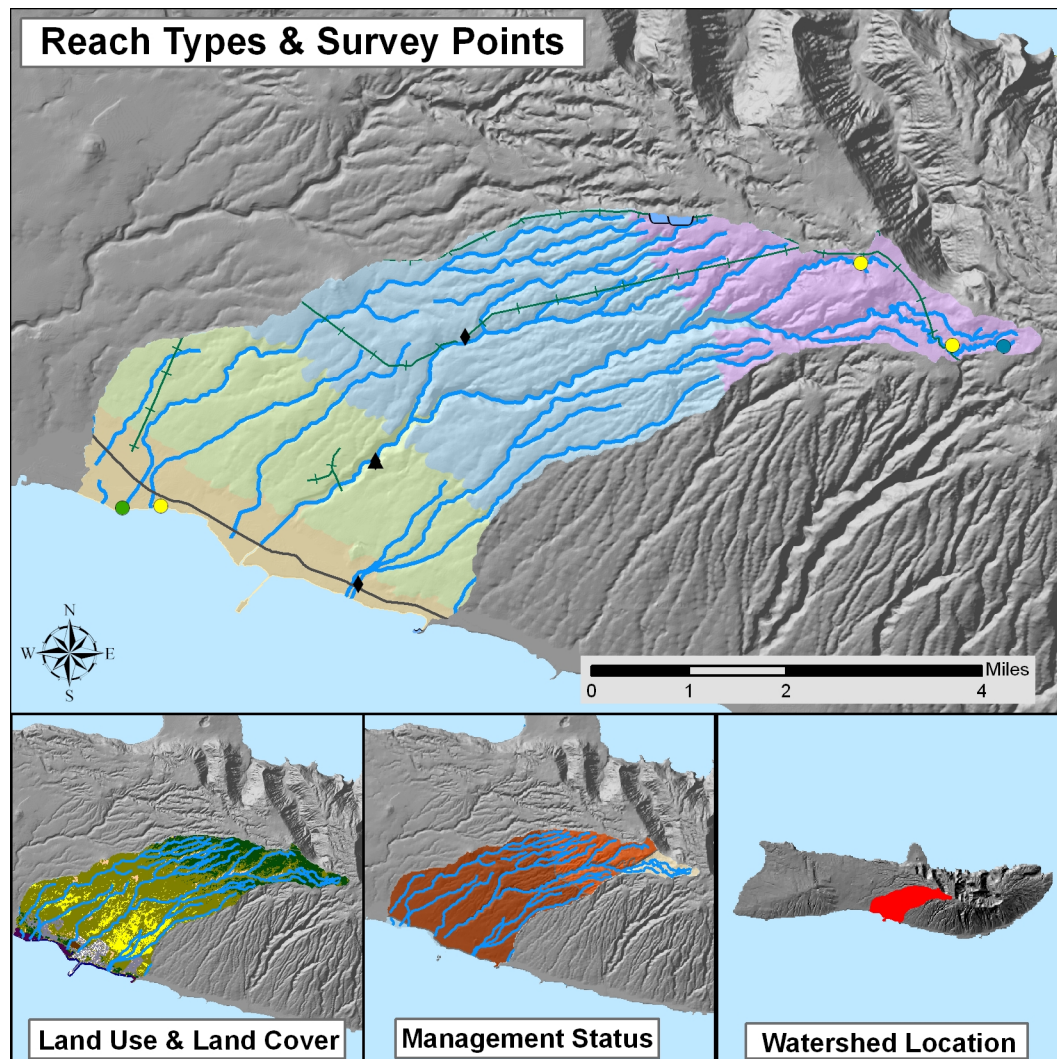 Reach Types & Survey Points
N
W E
S
Miles
0 1 2 4
Land Use & Land Cover
Management Status
Watershed Location